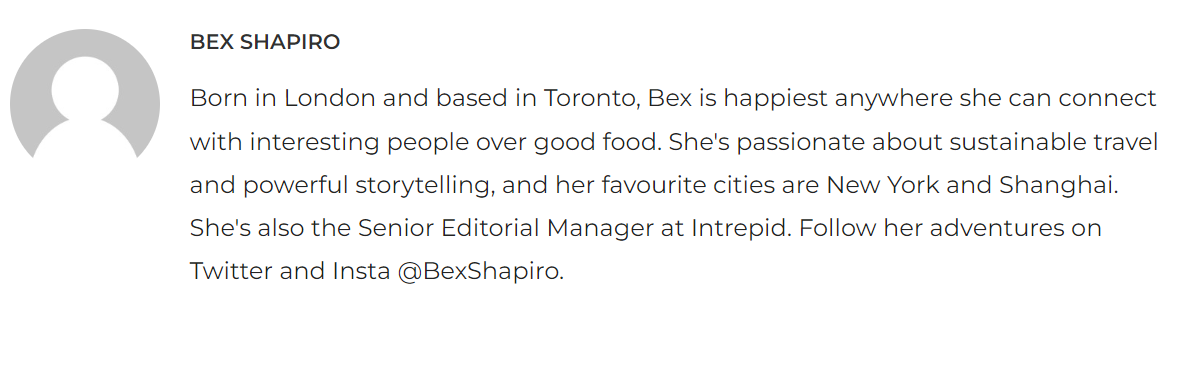 BEX SHAPIRO
Born in London and based in Toronto, Bex is happiest anywhere she can connect
with interesting people over good food. She's passionate about sustainable travel
and powerful storytelling, and her favourite cities are New York and Shanghai.
She's also the Senior Editorial Manager at Intrepid. Follow her adventures on
Twitter and Insta @BexShapiro.